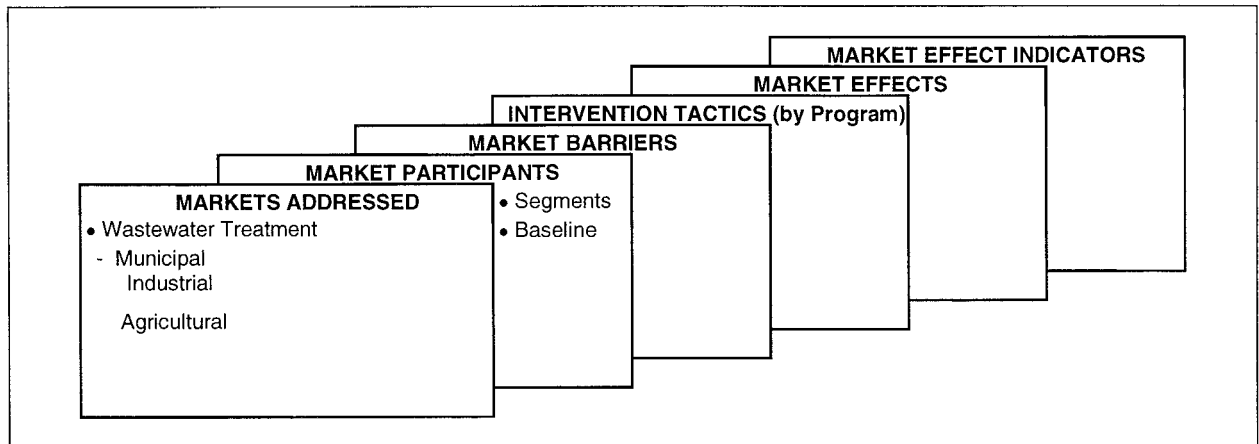 MARKET EFFECT INDICATORS
MARKET EFFECTS
INTERVENTION TACTICS (by Program)
MARKET BARRIERS
MARKET PARTICIPANTS
• Segments
• Baseline
MARKETS ADDRESSED
• Wastewater Treatment
- Municipal
Industrial
Agricultural